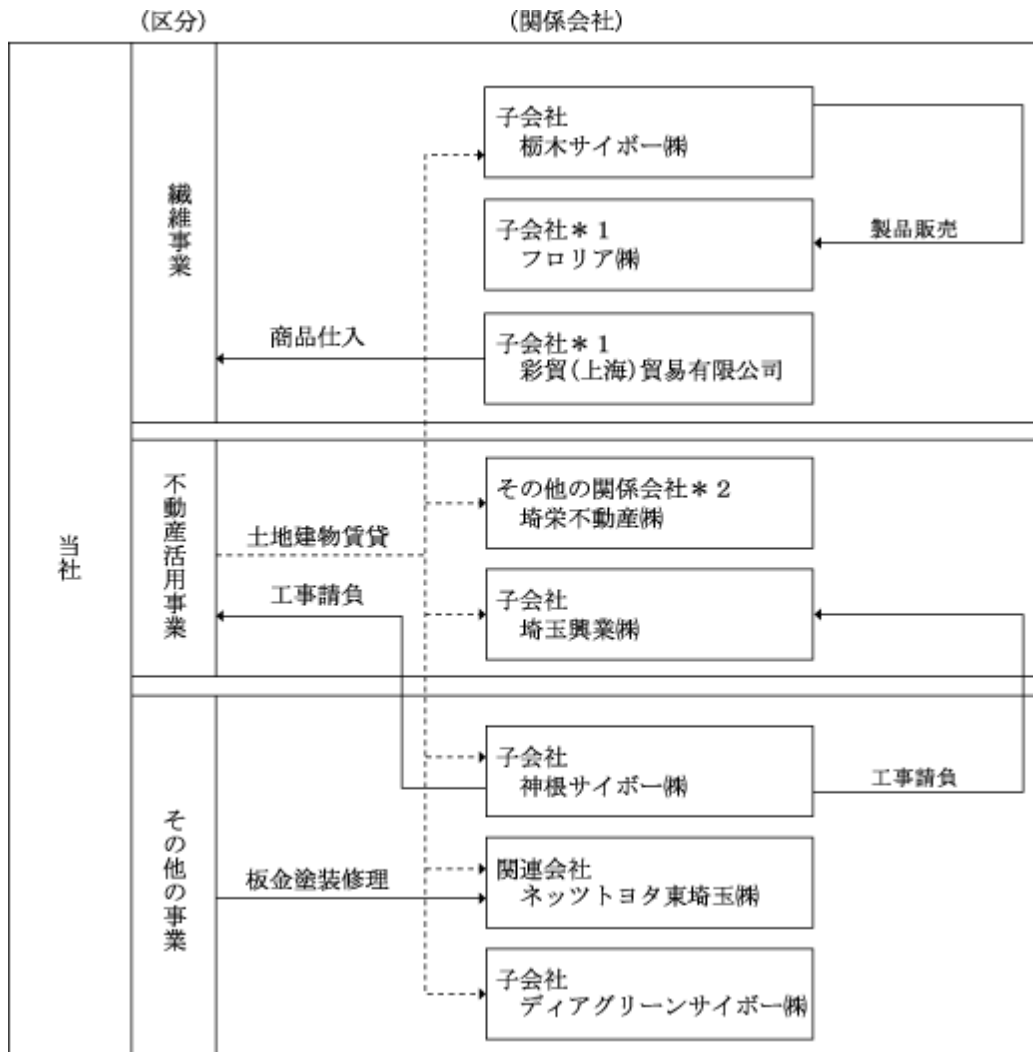 (区分)
(関係会社)
当社
繊維事業
子会社
栃木サイボー㈱
子会社＊1
フロリア㈱
製品販売
商品仕入
子会社＊1
彩貿(上海)貿易有限公司
不動産活用事業
その他の関係会社＊2
埼栄不動産㈱
土地建物賃貸
工事請負
子会社
埼玉興業㈱
その他の事業
子会社
神根サイボー㈱
工事請負
板金塗装修理
関連会社
ネッツトヨタ東埼玉㈱
子会社
ディアグリーンサイボー㈱